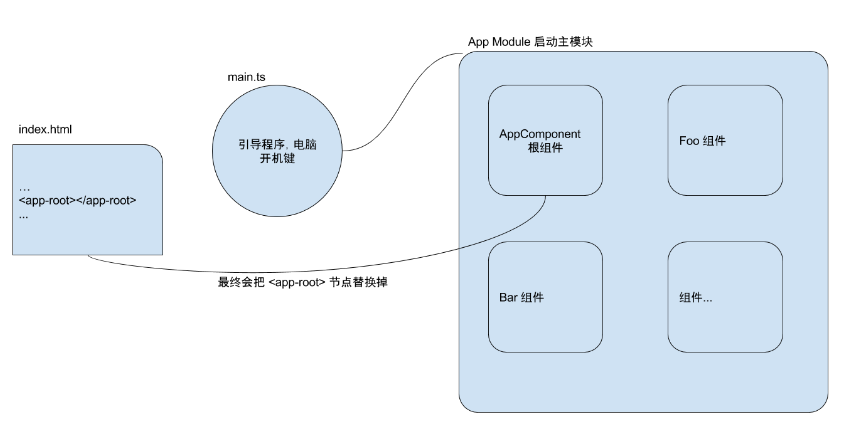 App Module 启动主模块
main.ts
index.html
引导程序，电脑
开机键
AppComponent
根组件
Foo 组件
…
<app-root></app-root>
...
最终会把 <app-root> 节点替换掉
Bar 组件
组件...